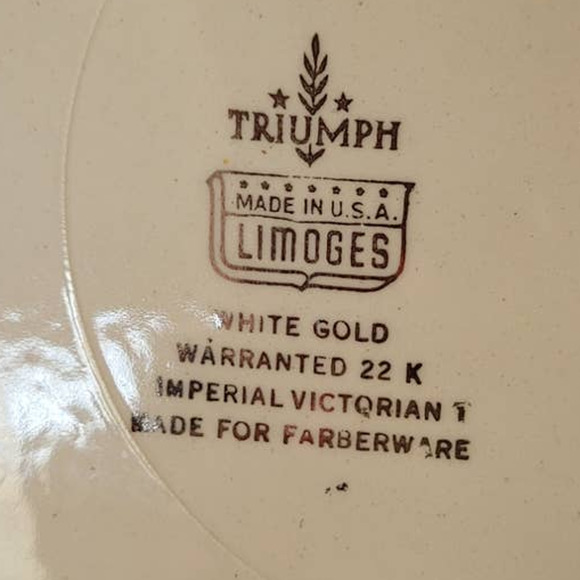 TRIUMPH
MADE IN U.S.A.
LIMOGES
WHITE GOLD
WARRANTED 22 K
IMPERIAL VICTORIAN T
MADE FOR FARBERWARE